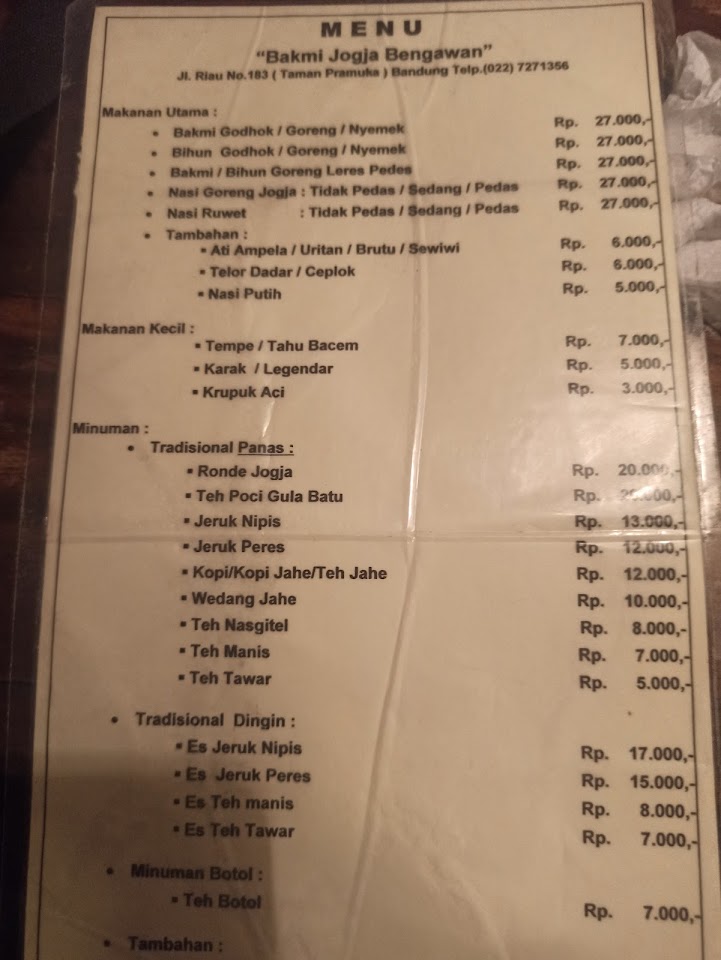 MENU
"Bakmi Jogja Bengawan"
Jl. Riau No.183 ( Taman Pramuka ) Bandung Telp.(022) 7271356
Makanan Utama :
• Bakmi Godhok / Goreng / Nyemek Rp. 27.000,-
• Bihun Godhok / Goreng / Nyemek Rp. 27.000,-
• Bakmi / Bihun Goreng Leres Pedes Rp. 27.000,-
• Nasi Goreng Jogja : Tidak Pedas / Sedang / Pedas Rp. 27.000,-
• Nasi Ruwet : Tidak Pedas / Sedang / Pedas Rp. 27.000,-
• Tambahan :
▪ Ati Ampela / Uritan / Brutu / Sewiwi Rp. 6.000,-
▪ Telor Dadar / Ceplok Rp. 6.000,-
▪ Nasi Putih Rp. 5.000,-
Makanan Kecil :
▪ Tempe / Tahu Bacem Rp. 7.000,-
▪ Karak / Legendar Rp. 5.000,-
▪ Krupuk Aci Rp. 3.000,-
Minuman :
• Tradisional Panas :
▪ Ronde Jogja Rp. 20.000,-
▪ Teh Poci Gula Batu Rp.
▪ Jeruk Nipis Rp. 13.000,-
▪ Jeruk Peres Rp. 12.000,-
▪ Kopi/Kopi Jahe/Teh Jahe Rp. 12.000,-
▪ Wedang Jahe Rp. 10.000,-
▪ Teh Nasgitel Rp. 8.000,-
▪ Teh Manis Rp. 7.000,-
▪ Teh Tawar Rp. 5.000,-
• Tradisional Dingin :
▪ Es Jeruk Nipis Rp. 17.000,-
▪ Es Jeruk Peres Rp. 15.000,-
▪ Es Teh manis Rp. 8.000,-
▪ Es Teh Tawar Rp. 7.000,-
• Minuman Botol :
▪ Teh Botol Rp. 7.000,-
• Tambahan :